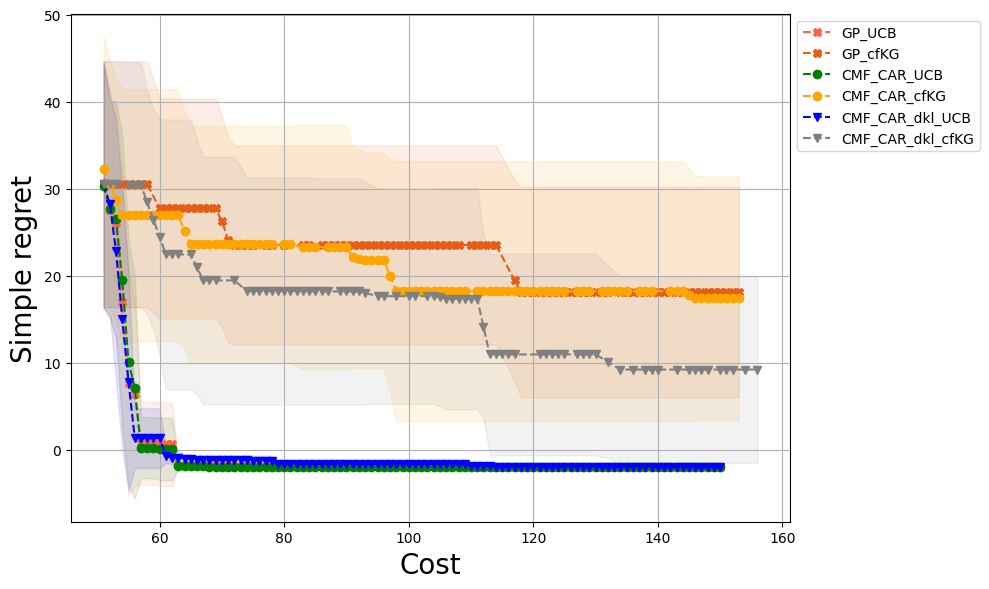 50
40
30
20
10
0
Simple regret
60
80
100
120
140
160
Cost
GP_UCB
GP_cfKG
CMF_CAR_UCB
CMF_CAR_cfKG
CMF_CAR_dkl_UCB
CMF_CAR_dkl_cfKG